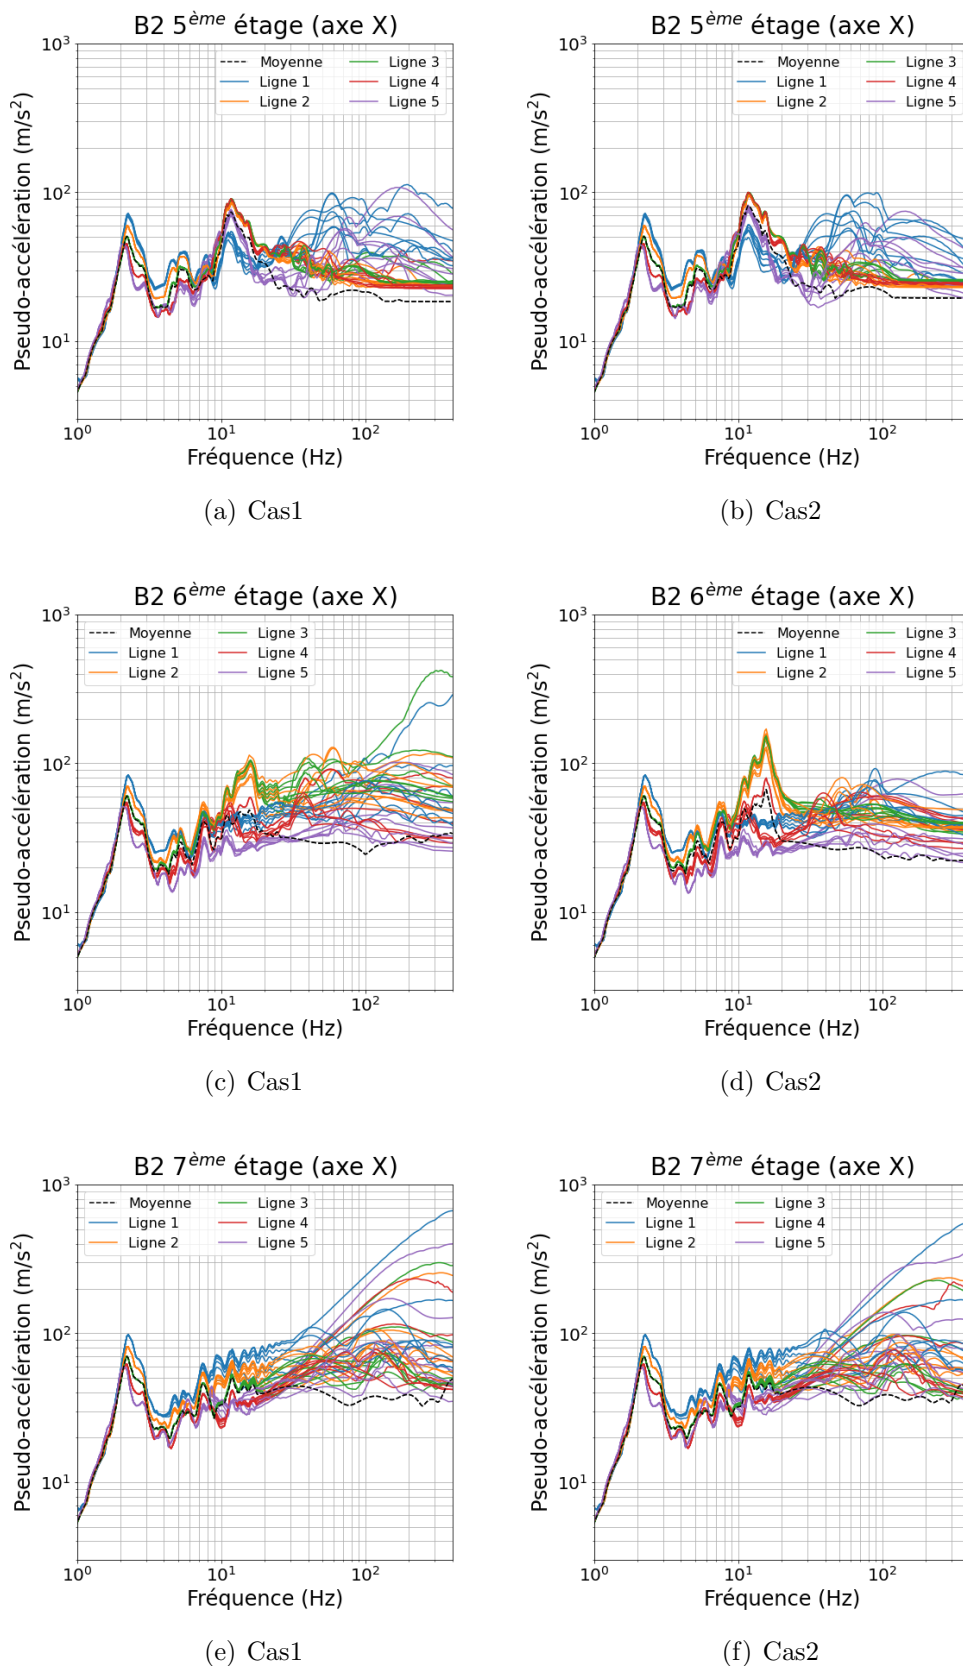 B2 5ème étage (axe X)
Pseudo-accélération (m/s²)
10³
10²
10¹
Moyenne
Ligne 1
Ligne 2
Ligne 3
Ligne 4
Ligne 5
10⁰ 10¹ 10²
Fréquence (Hz)
(a) Cas1
B2 5ème étage (axe X)
Pseudo-accélération (m/s²)
10³
10²
10¹
Moyenne
Ligne 1
Ligne 2
Ligne 3
Ligne 4
Ligne 5
10⁰ 10¹ 10²
Fréquence (Hz)
(b) Cas2
B2 6ème étage (axe X)
Pseudo-accélération (m/s²)
10³
10²
10¹
Moyenne
Ligne 1
Ligne 2
Ligne 3
Ligne 4
Ligne 5
10⁰ 10¹ 10²
Fréquence (Hz)
(c) Cas1
B2 6ème étage (axe X)
Pseudo-accélération (m/s²)
10³
10²
10¹
Moyenne
Ligne 1
Ligne 2
Ligne 3
Ligne 4
Ligne 5
10⁰ 10¹ 10²
Fréquence (Hz)
(d) Cas2
B2 7ème étage (axe X)
Pseudo-accélération (m/s²)
10³
10²
10¹
Moyenne
Ligne 1
Ligne 2
Ligne 3
Ligne 4
Ligne 5
10⁰ 10¹ 10²
Fréquence (Hz)
(e) Cas1
B2 7ème étage (axe X)
Pseudo-accélération (m/s²)
10³
10²
10¹
Moyenne
Ligne 1
Ligne 2
Ligne 3
Ligne 4
Ligne 5
10⁰ 10¹ 10²
Fréquence (Hz)
(f) Cas2